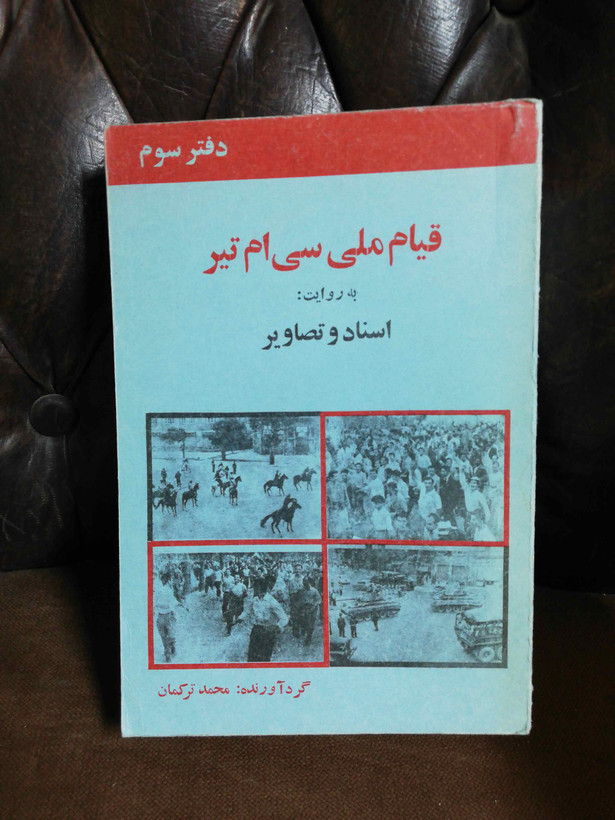 دفتر سوم
قیام ملی سی‌ام تیر
به روایت:
اسناد و تصاویر
گردآورنده: محمد ترکمان